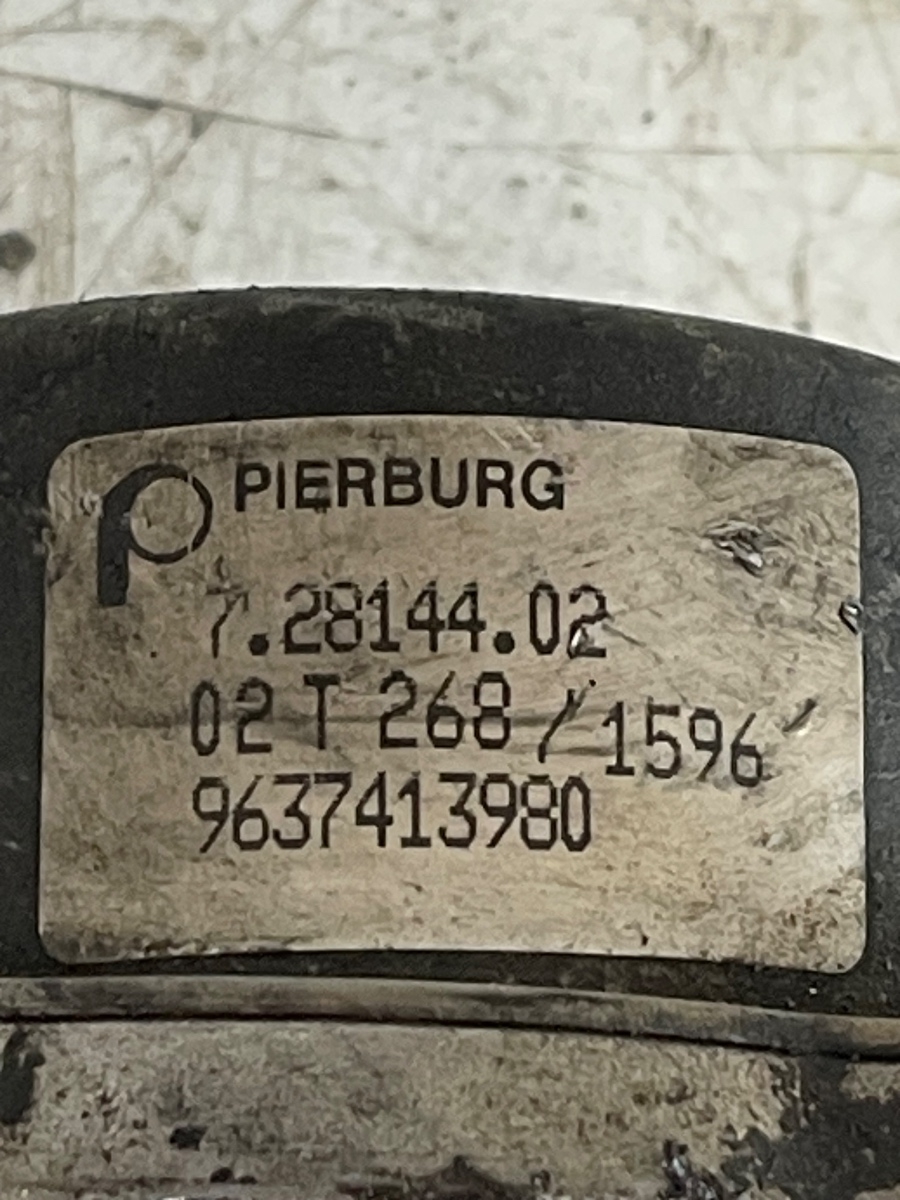 PIERBURG
7.28144.02
02 T 268 / 1596
9637413980